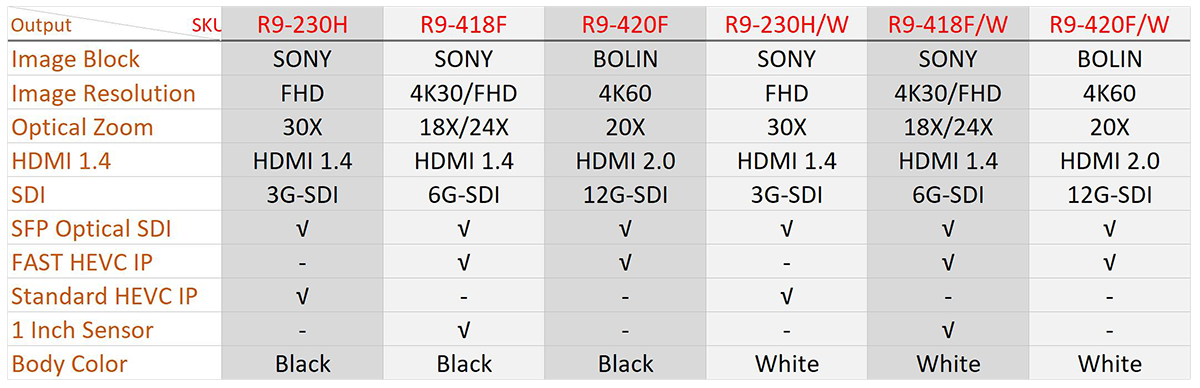 Output SKU R9-230H R9-418F R9-420F R9-230H/W R9-418F/W R9-420F/W
Image Block SONY SONY BOLIN SONY SONY BOLIN
Image Resolution FHD 4K30/FHD 4K60 FHD 4K30/FHD 4K60
Optical Zoom 30X 18X/24X 20X 30X 18X/24X 20X
HDMI 1.4 HDMI 1.4 HDMI 1.4 HDMI 2.0 HDMI 1.4 HDMI 1.4 HDMI 2.0
SDI 3G-SDI 6G-SDI 12G-SDI 3G-SDI 6G-SDI 12G-SDI
SFP Optical SDI √ √ √ √ √ √
FAST HEVC IP - √ √ - √ √
Standard HEVC IP √ - - √ - -
1 Inch Sensor - √ - - √ -
Body Color Black Black Black White White White